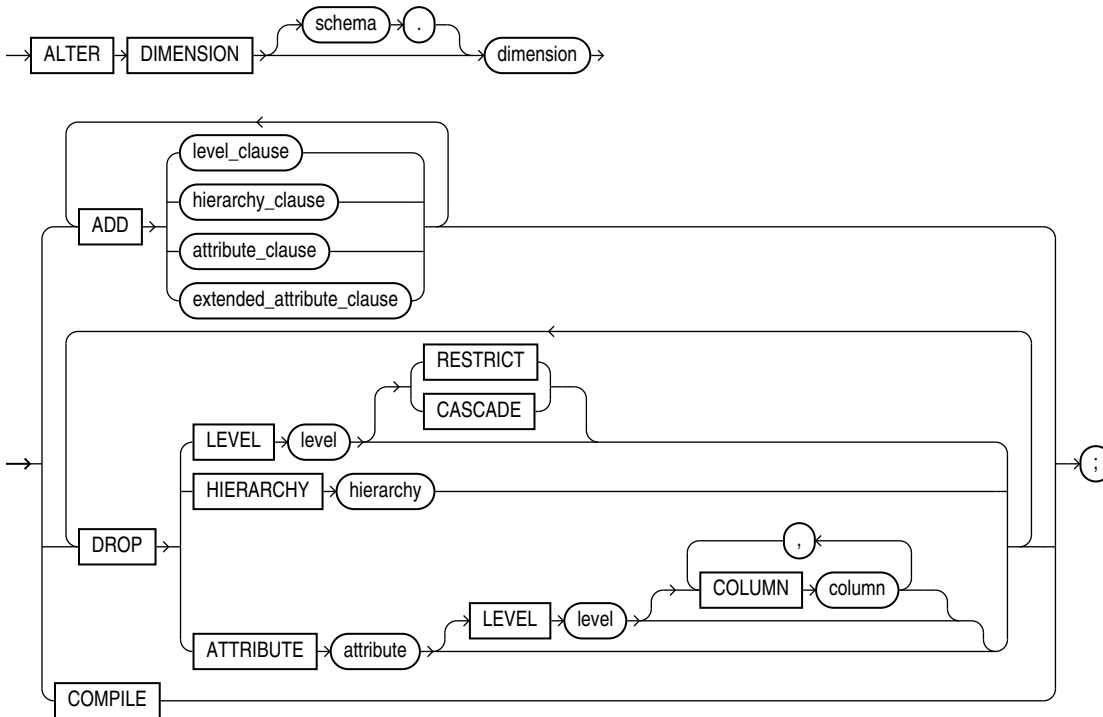 schema .
ALTER DIMENSION dimension
level_clause
hierarchy_clause
ADD
attribute_clause
extended_attribute_clause
RESTRICT
CASCADE
LEVEL level
;
HIERARCHY hierarchy
DROP
,
COLUMN column
LEVEL level
ATTRIBUTE attribute
COMPILE